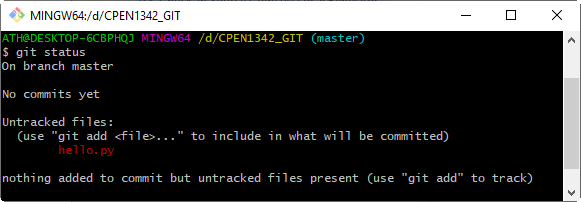 MINGW64:/d/CPEN1342_GIT
ATH@DESKTOP-6CBPHQJ MINGW64 /d/CPEN1342_GIT (master)
$ git status
On branch master
No commits yet
Untracked files:
(use "git add <file>..." to include in what will be committed)
hello.py
nothing added to commit but untracked files present (use "git add" to track)